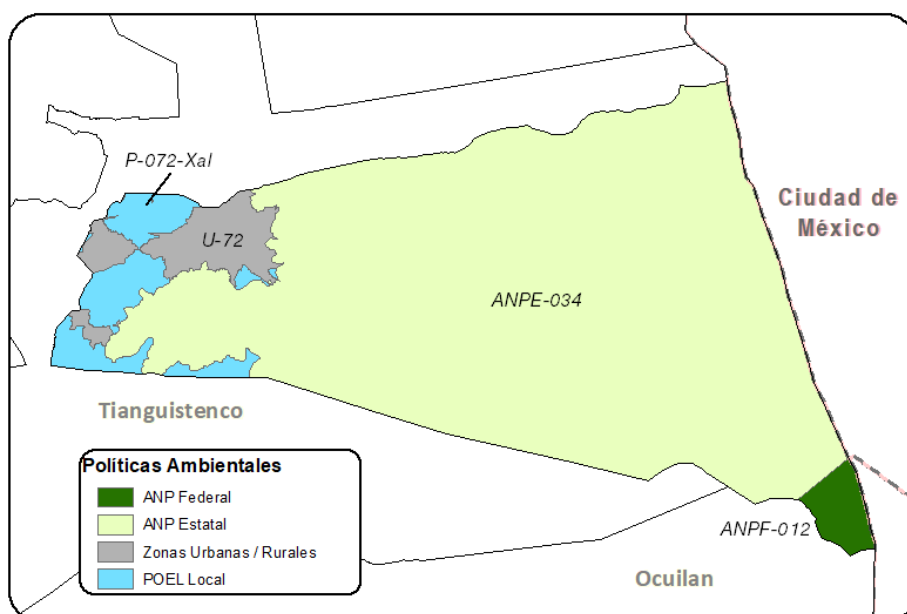 P-072-Xal
U-72
Ciudad de
México
ANPE-034
Tianguistenco
Políticas Ambientales
ANP Federal
ANP Estatal
Zonas Urbanas / Rurales
POEL Local
ANPF-012
Ocuilan